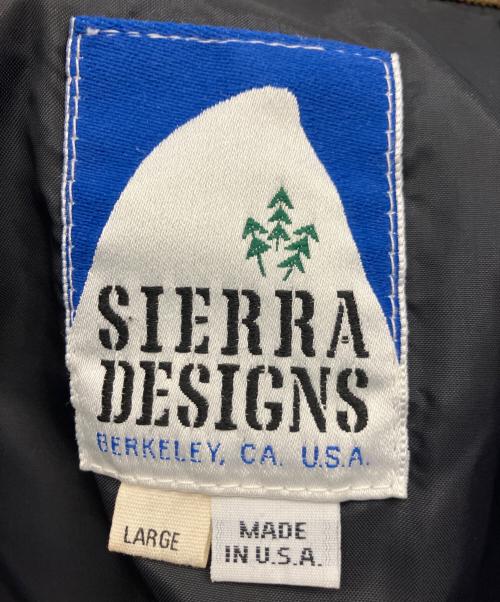 SIERRA
DESIGNS
BERKELEY, CA. U.S.A.
LARGE
MADE
IN U.S.A.